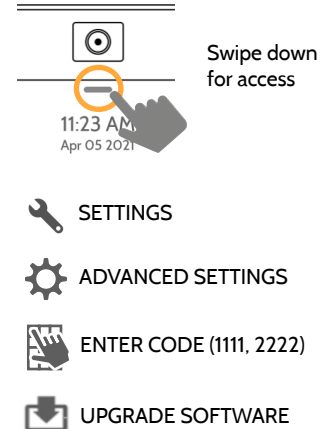 Swipe down
for access
11:23 AM
Apr 05 2021
SETTINGS
ADVANCED SETTINGS
ENTER CODE (1111, 2222)
UPGRADE SOFTWARE